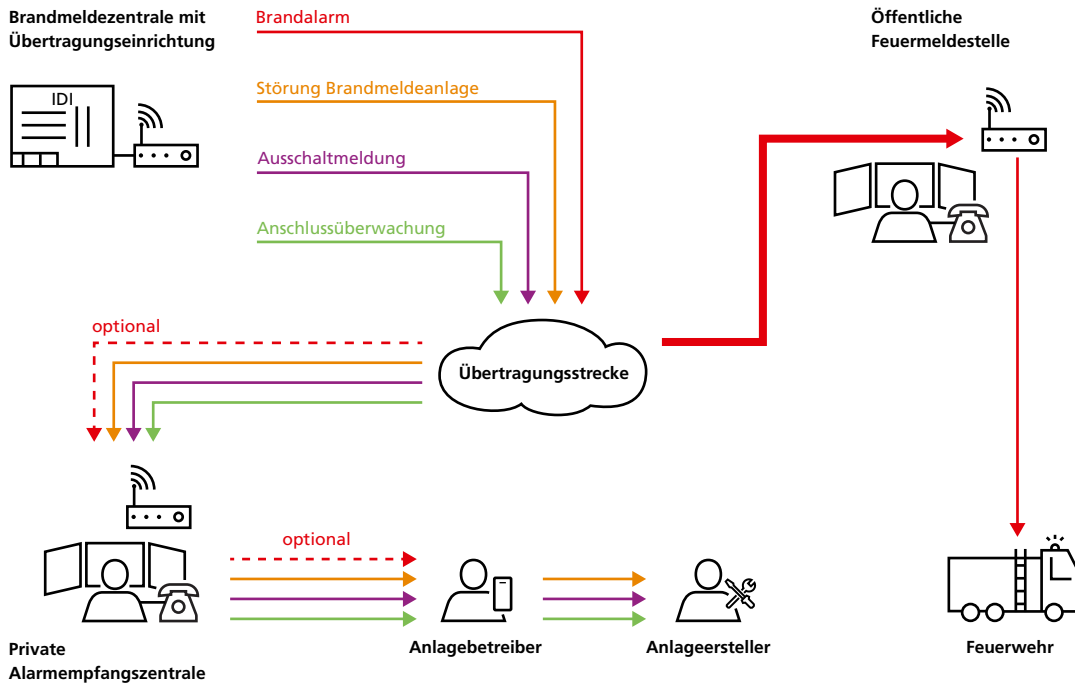 Brandmeldezentrale mit
Übertragungseinrichtung
IDI
Brandalarm
Störung Brandmeldeanlage
Ausschaltmeldung
Anschlussüberwachung
Öffentliche
Feuermeldestelle
optional
Übertragungsstrecke
optional
Private
Alarmempfangszentrale
Anlagebetreiber
Anlageersteller
Feuerwehr